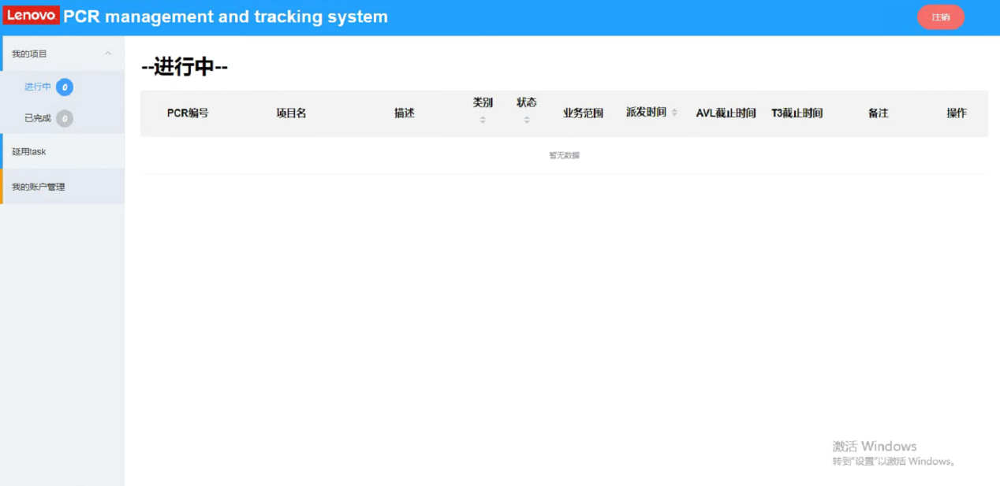 Lenovo PCR management and tracking system
注销
我的项目
进行中 0
已完成 0
延用task
我的账户管理
--进行中--
PCR编号 项目名 描述 类别 状态 业务范围 派发时间 AVL截止时间 T3截止时间 备注 操作
暂无数据
激活 Windows
转到"设置"以激活 Windows。